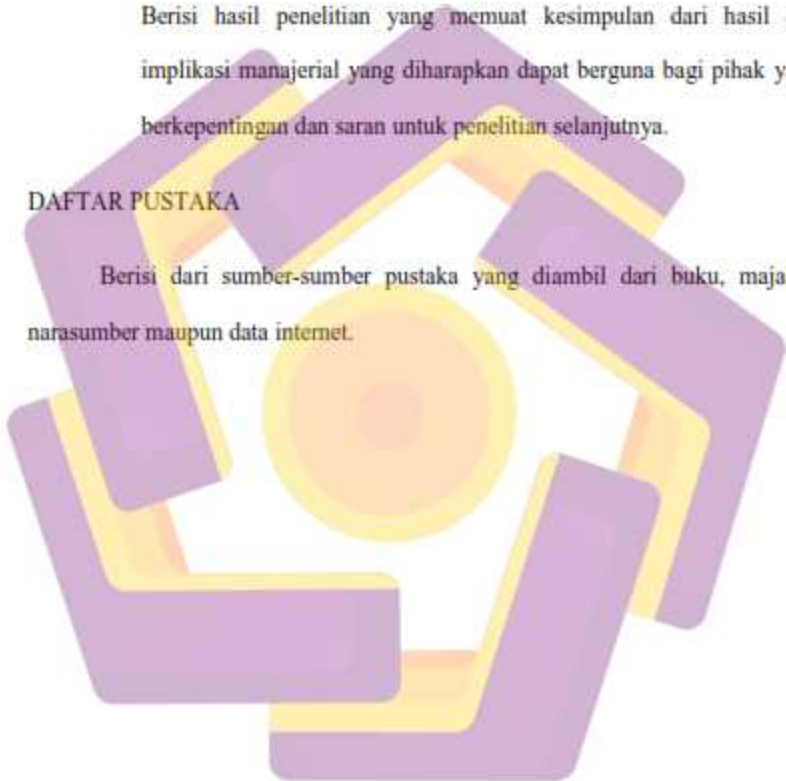 Berisi hasil penelitian yang memuat kesimpulan dari hasil
implikasi manajerial yang diharapkan dapat berguna bagi pihak
berkepentingan dan saran untuk penelitian selanjutnya.
DAFTAR PUSTAKA
Berisi dari sumber-sumber pustaka yang diambil dari buku,
narasumber maupun data internet.